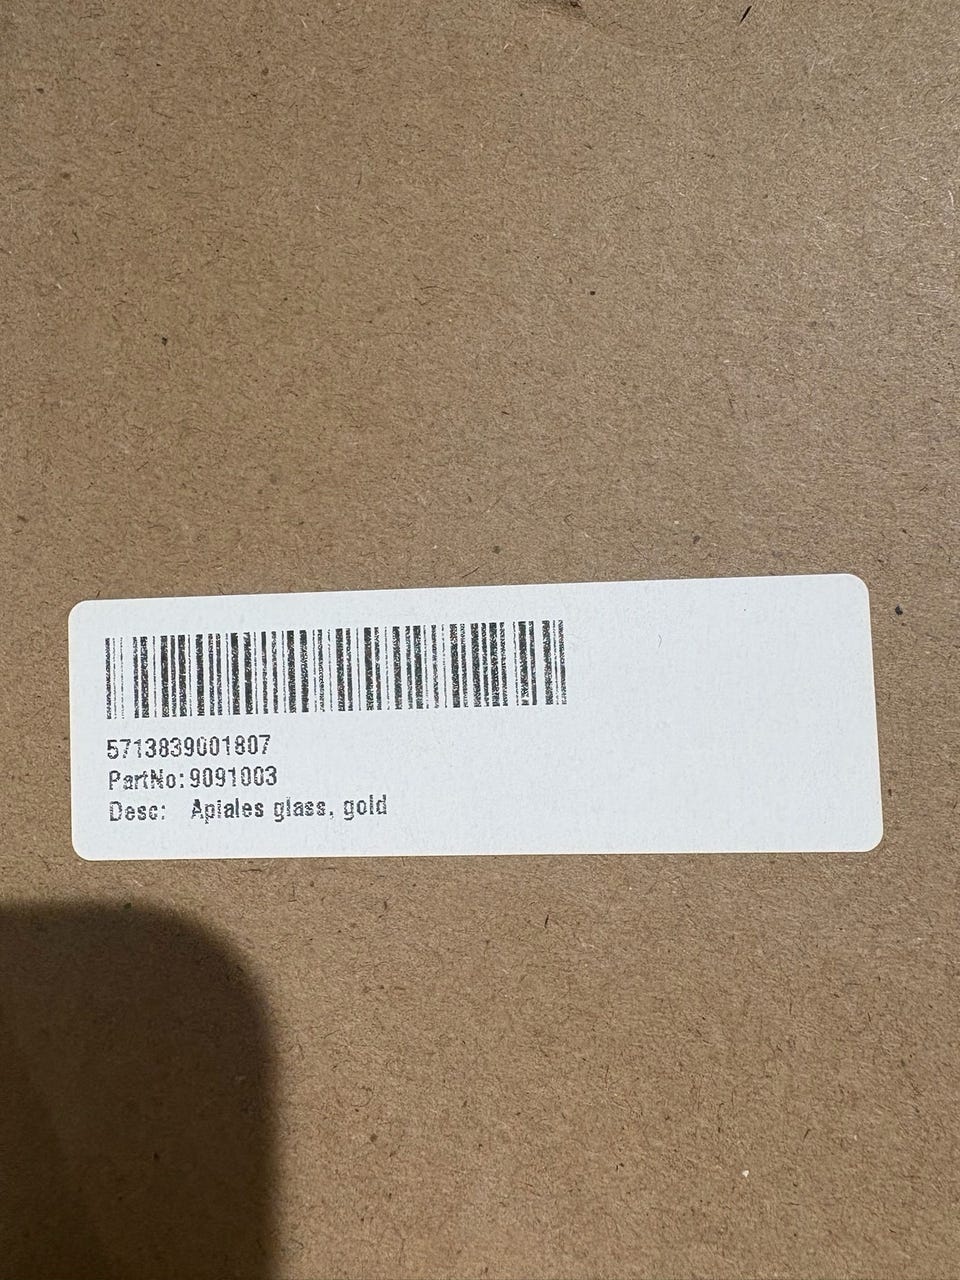 5713839001807
PartNo:9091003
Desc: Apiales glass, gold